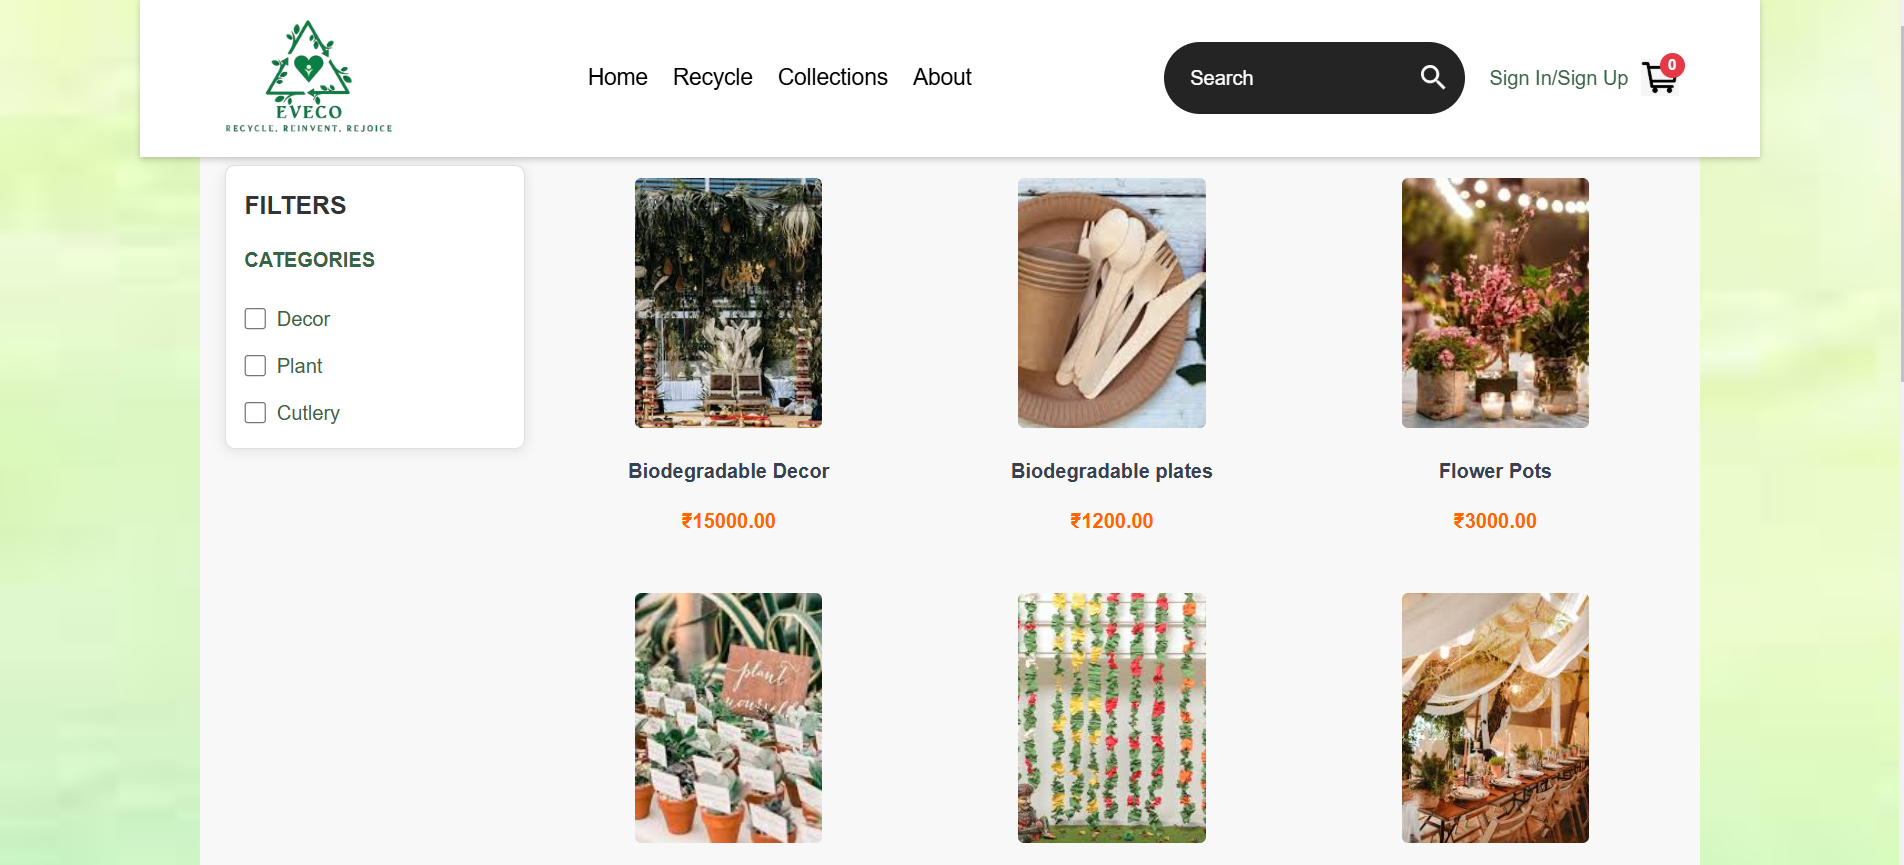 EVECO
RECYCLE, REINVENT, REJOICE
Home Recycle Collections About
Search
Sign In/Sign Up
0
FILTERS
CATEGORIES
Decor
Plant
Cutlery
Biodegradable Decor
₹15000.00
Biodegradable plates
₹1200.00
Flower Pots
₹3000.00
plant
yourself